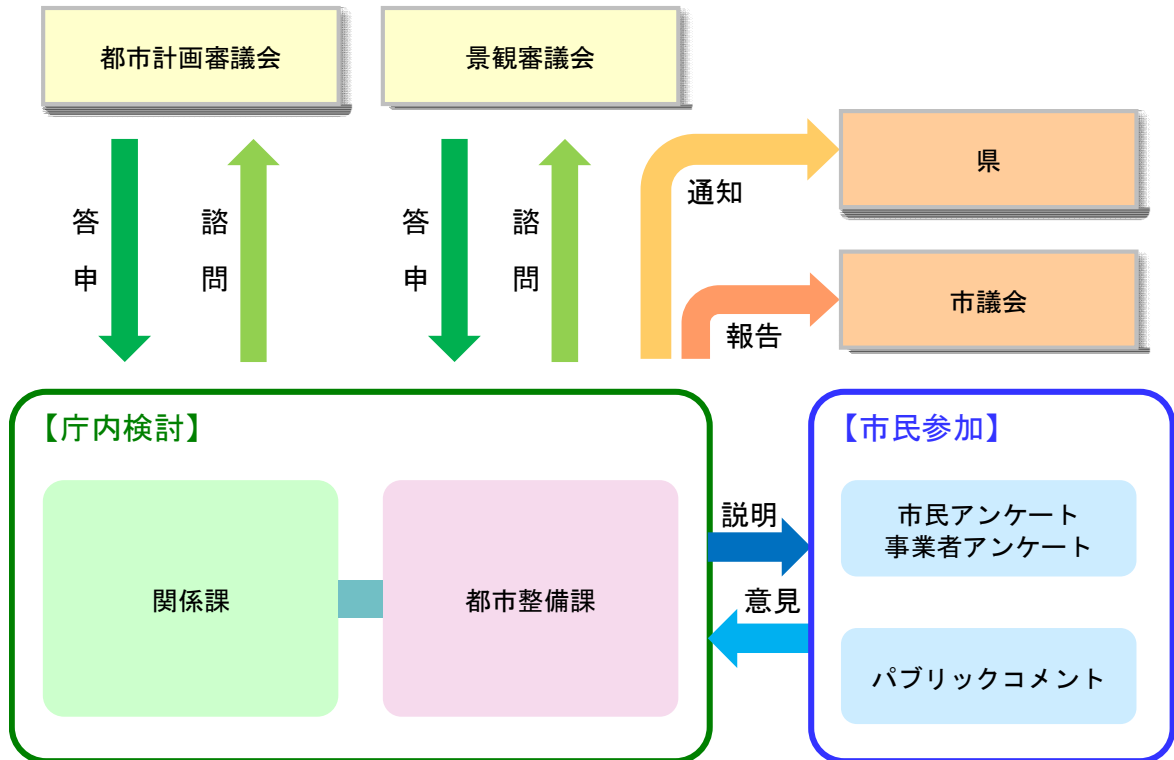 都市計画審議会
景観審議会
県
通知
答申
諮問
答申
諮問
市議会
報告
【庁内検討】
【市民参加】
関係課
都市整備課
説明
意見
市民アンケート
事業者アンケート
パブリックコメント